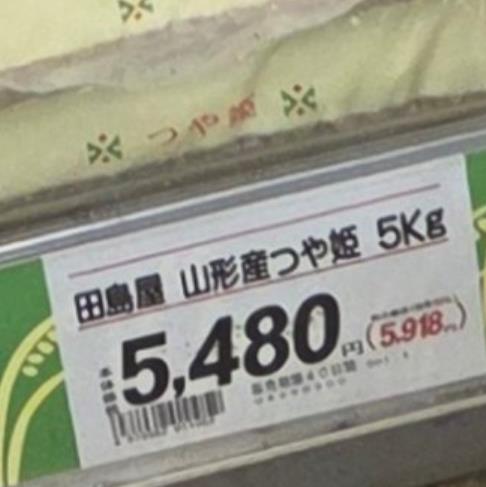 つや姫
田島屋 山形産つや姫 5Kg
本体価格 5,480円 (5,918円)
販売期限40日間